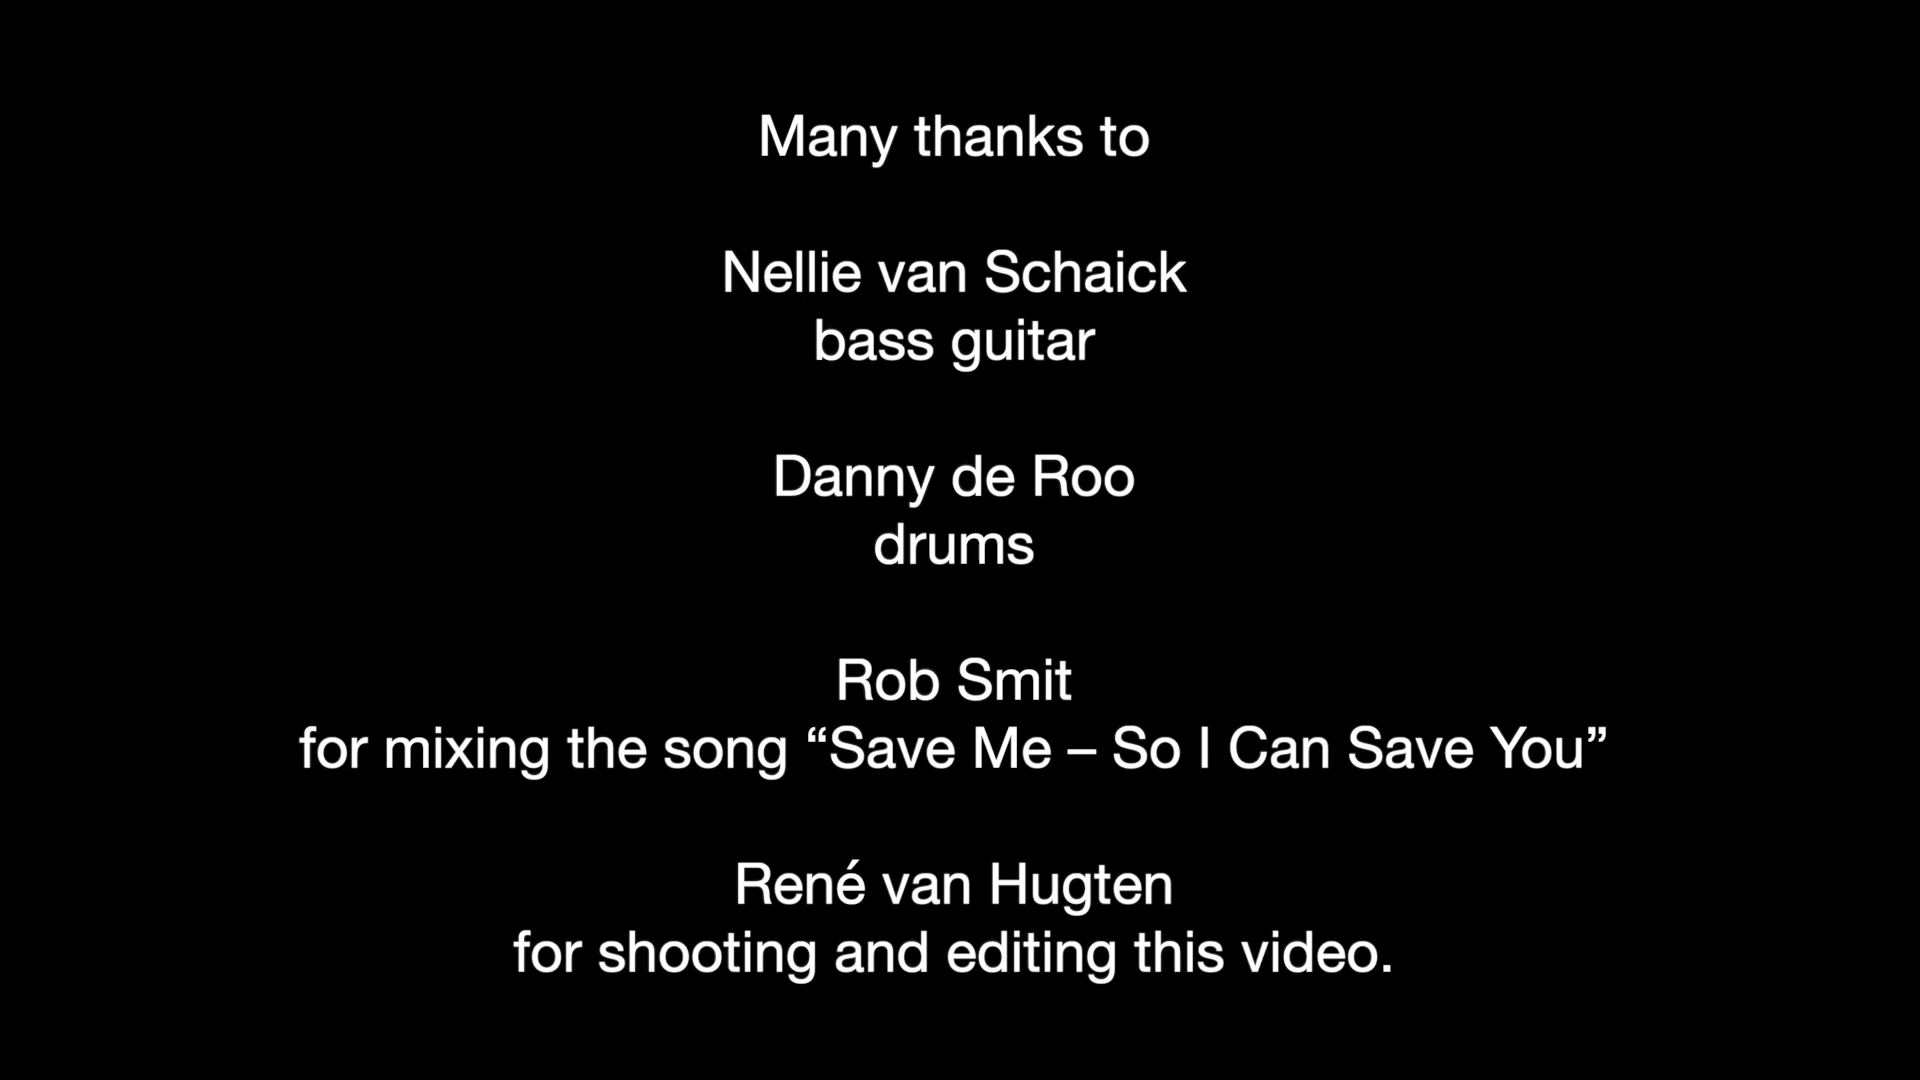 Many thanks to
Nellie van Schaick
bass guitar
Danny de Roo
drums
Rob Smit
for mixing the song “Save Me – So I Can Save You”
René van Hugten
for shooting and editing this video.